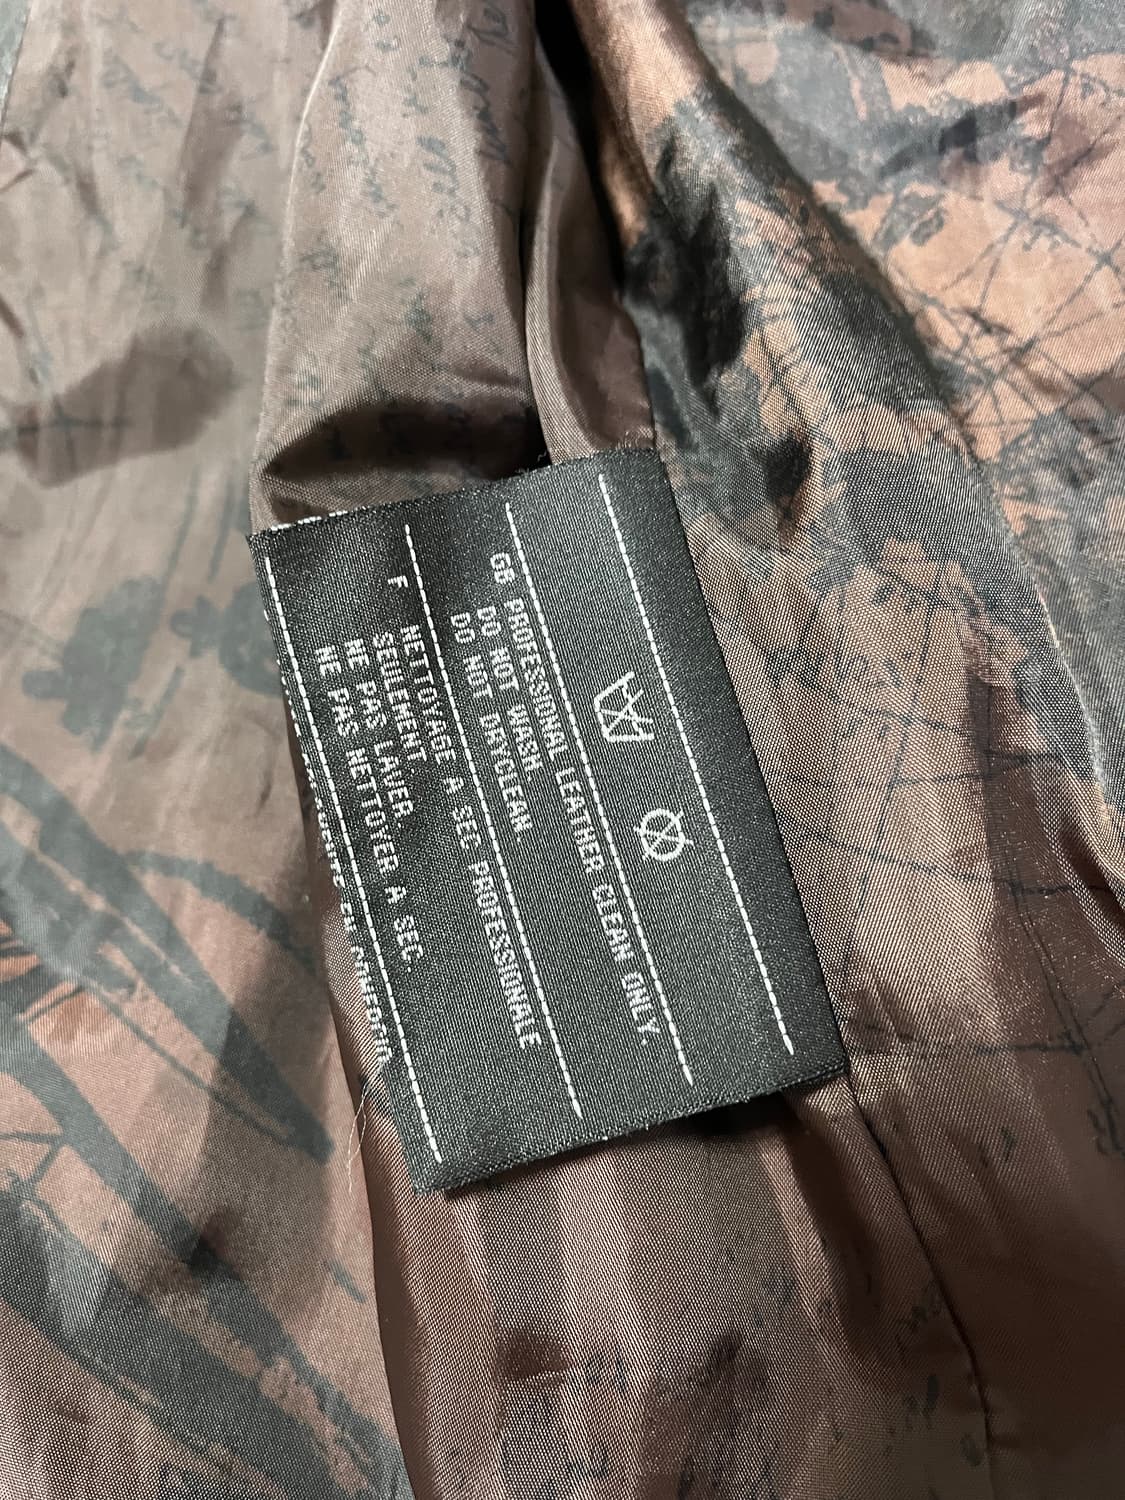 GB PROFESSIONAL LEATHER CLEAN ONLY.
DO NOT WASH.
DO NOT DRYCLEAN.
F NETTOYAGE A SEC PROFESSIONALE
SEULEMENT.
NE PAS LAVER.
NE PAS NETTOYER A SEC.